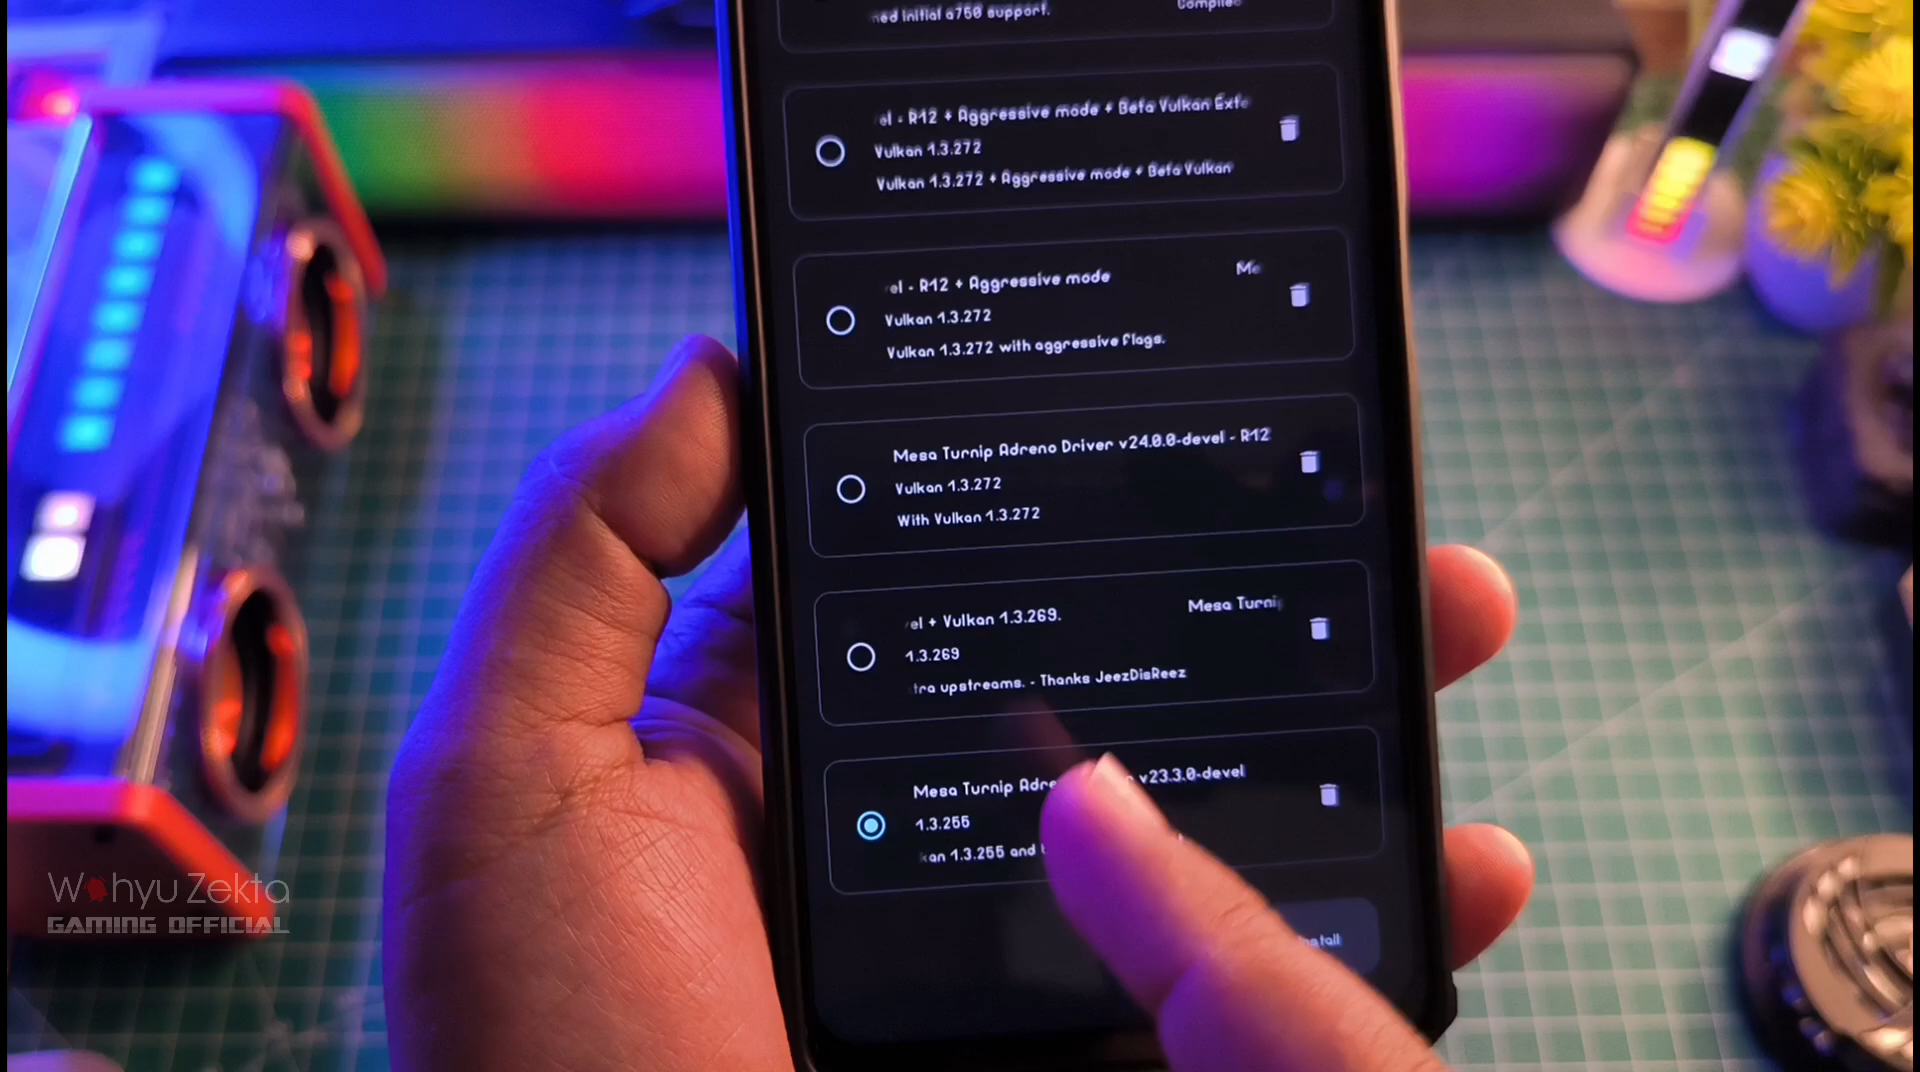 initial a750 support.
el - R12 + Aggressive mode + Beta Vulkan Exte
Vulkan 1.3.272
Vulkan 1.3.272 + Aggressive mode + Beta Vulkan
el - R12 + Aggressive mode Me
Vulkan 1.3.272
Vulkan 1.3.272 with aggressive flags.
Mesa Turnip Adreno Driver v24.0.0-devel - R12
Vulkan 1.3.272
With Vulkan 1.3.272
el + Vulkan 1.3.269. Mesa Turnip
1.3.269
tra upstreams. - Thanks JeezDisReez
Mesa Turnip Adre v23.3.0-devel
1.3.255
kan 1.3.255 and
stall
Wahyu Zekta
GAMING OFFICIAL